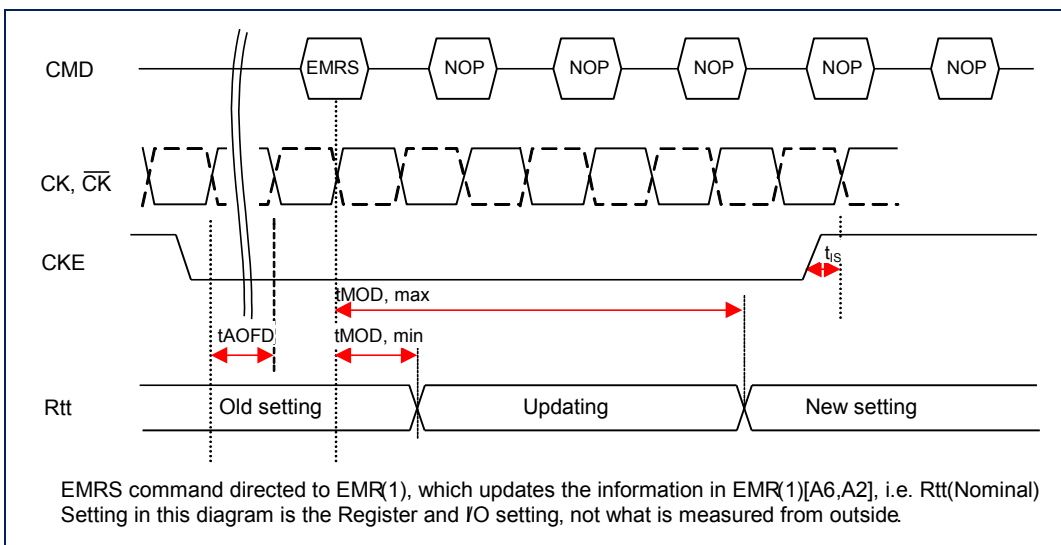 CMD EMRS NOP NOP NOP NOP NOP
CK, CK
CKE tIS
tMOD, max
tAOFD tMOD, min
Rtt Old setting Updating New setting
EMRS command directed to EMR(1), which updates the information in EMR(1)[A6,A2], i.e. Rtt(Nominal)
Setting in this diagram is the Register and I/O setting, not what is measured from outside.